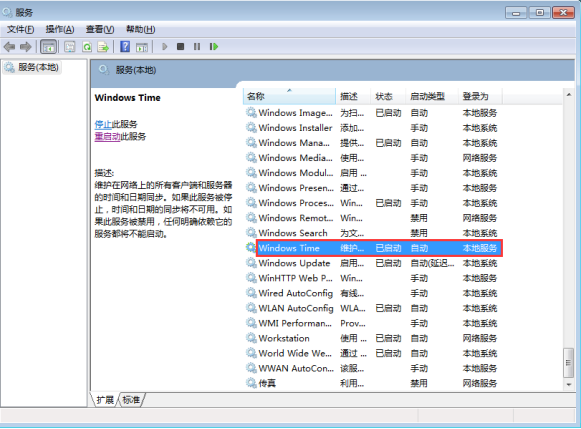 服务
文件(F) 操作(A) 查看(V) 帮助(H)
服务(本地)
服务(本地)
Windows Time
停止此服务
重启动此服务
描述:
维护在网络上的所有客户端和服务器
的时间和日期同步。如果此服务被停
止，时间和日期的同步将不可用。如
果此服务被禁用，任何明确依赖它的
服务都将不能启动。
名称 描述 状态 启动类型 登录为
Windows Image... 为扫... 已启动 自动 本地服务
Windows Installer 添加... 手动 本地系统
Windows Mana... 提供... 已启动 自动 本地系统
Windows Media... 使用... 手动 网络服务
Windows Modul... 启用 ... 手动 本地系统
Windows Presen... 通过... 手动 本地服务
Windows Proces... Win... 已启动 手动 本地系统
Windows Remot... Win... 禁用 网络服务
Windows Search 为文... 禁用 本地系统
Windows Time 维护... 已启动 自动 本地服务
Windows Update 启用... 已启动 自动(延迟... 本地系统
WinHTTP Web P... Win... 手动 本地服务
Wired AutoConfig 有线... 手动 本地系统
WLAN AutoConfig WLA... 已启动 自动 本地系统
WMI Performan... Prov... 手动 本地系统
Workstation 使用 ... 已启动 自动 网络服务
World Wide We... 通过 ... 已启动 自动 本地系统
WWAN AutoCon... 该服... 手动 本地服务
传真 利用... 禁用 网络服务
扩展 标准